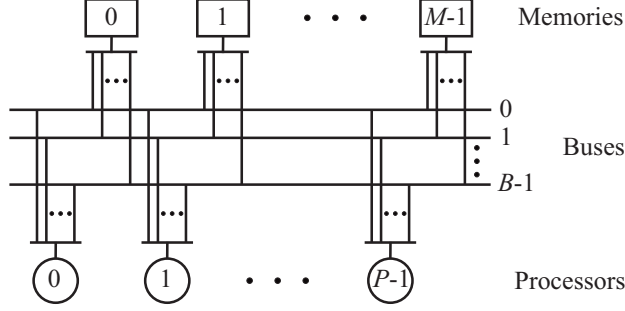 0 1 • • • M-1 Memories
0
1
Buses
B-1
0 1 • • • P-1 Processors